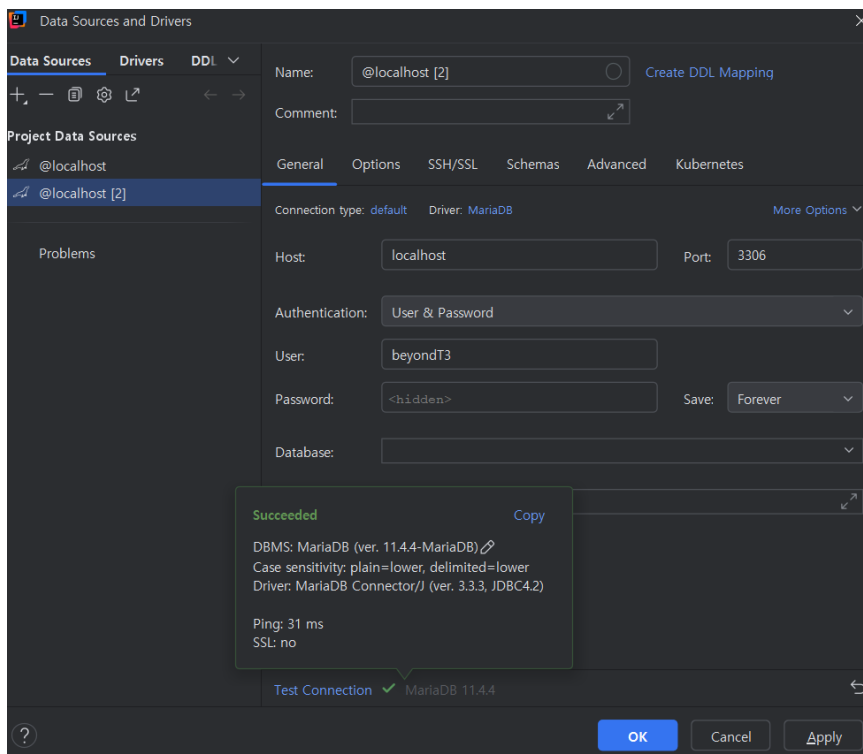 Data Sources and Drivers
Data Sources Drivers DDL
Project Data Sources
@localhost
@localhost [2]
Problems
Name: @localhost [2] Create DDL Mapping
Comment:
General Options SSH/SSL Schemas Advanced Kubernetes
Connection type: default Driver: MariaDB More Options
Host: localhost Port: 3306
Authentication: User & Password
User: beyondT3
Password: <hidden> Save: Forever
Database:
Succeeded Copy
DBMS: MariaDB (ver. 11.4.4-MariaDB)
Case sensitivity: plain=lower, delimited=lower
Driver: MariaDB Connector/J (ver. 3.3.3, JDBC4.2)
Ping: 31 ms
SSL: no
Test Connection MariaDB 11.4.4
? OK Cancel Apply